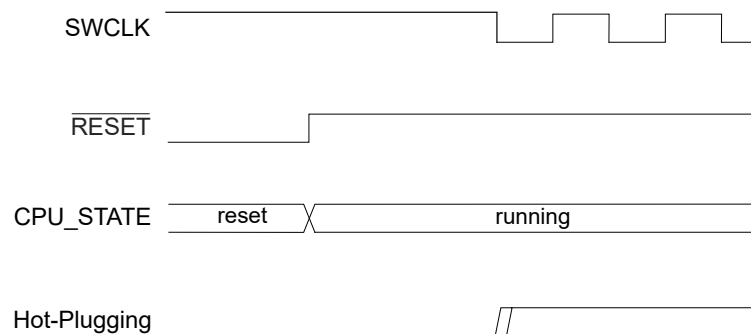 SWCLK
RESET
CPU_STATE
reset
running
Hot-Plugging